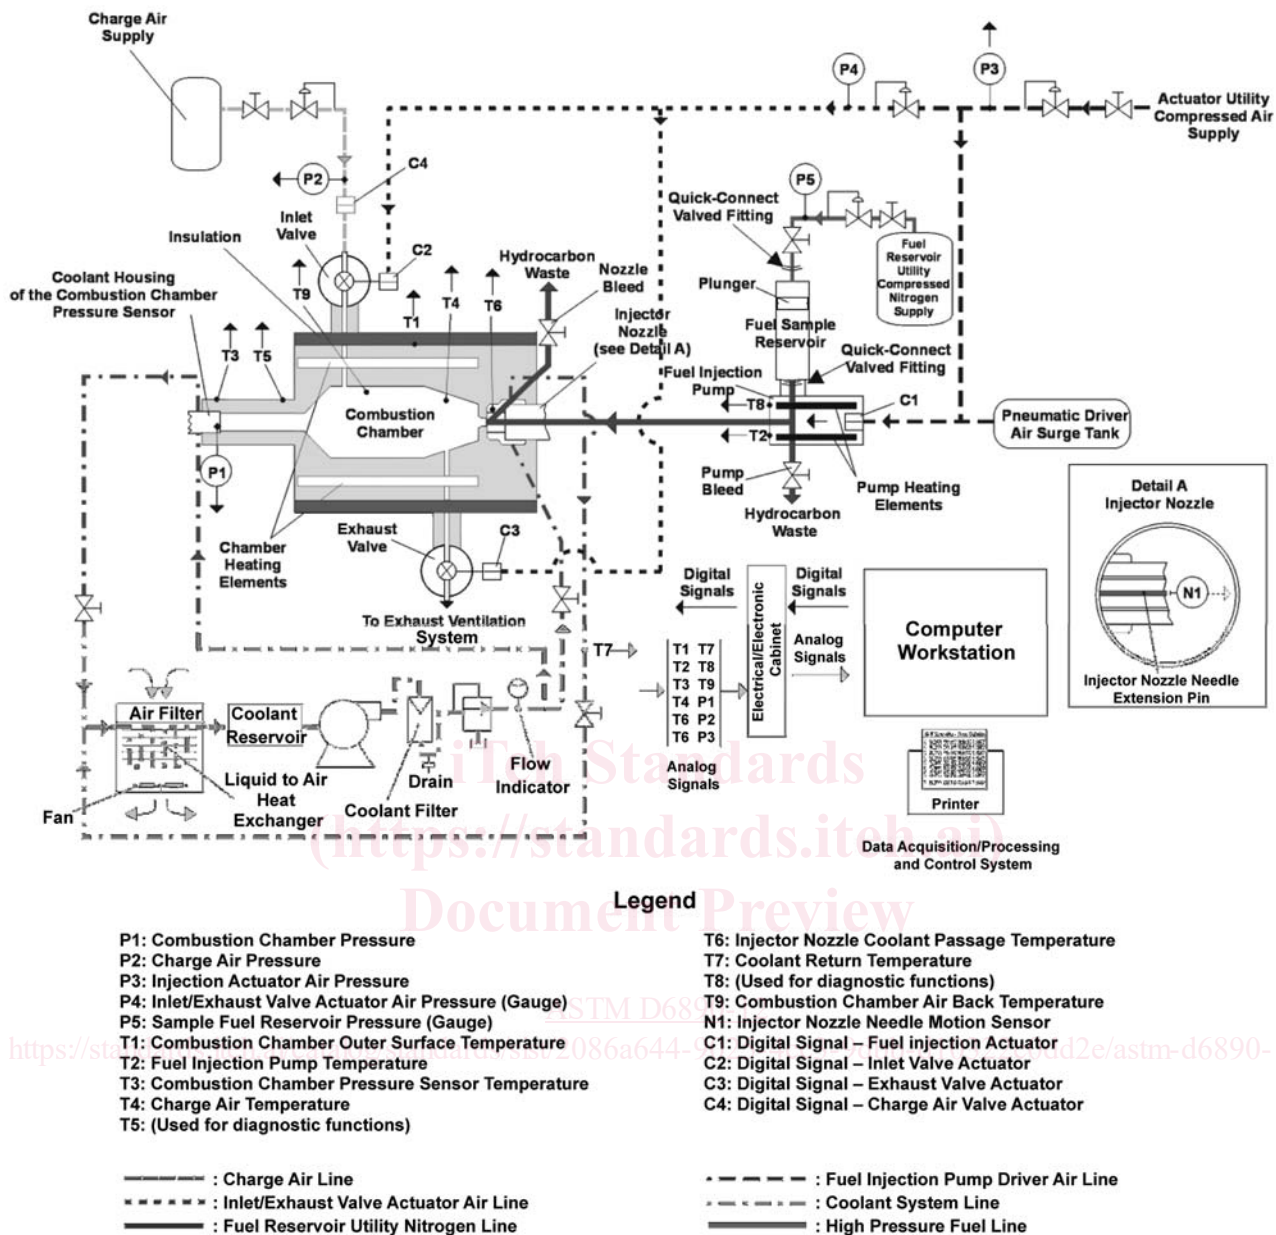 Charge Air
Supply
P4
P3
Actuator Utility
Compressed Air
Supply
P2
C4
P5
Quick-Connect
Valved Fitting
Inlet
Valve
Insulation
C2
Hydrocarbon
Waste
Nozzle
Bleed
Fuel
Reservoir
Utility
Compressed
Nitrogen
Supply
Coolant Housing
of the Combustion Chamber
Pressure Sensor
T9
T4
T6
T1
Plunger
Injector
Nozzle
(see Detail A)
Fuel Sample
Reservoir
T3
T5
Quick-Connect
Valved Fitting
Fuel Injection
Pump
T8
C1
Combustion
Chamber
T2
Pneumatic Driver
Air Surge Tank
P1
Pump
Bleed
Pump Heating
Elements
Hydrocarbon
Waste
Detail A
Injector Nozzle
Exhaust
Valve
C3
Chamber
Heating
Elements
N1
Injector Nozzle Needle
Extension Pin
To Exhaust Ventilation
System
Digital
Signals
Digital
Signals
Electrical/Electronic
Cabinet
Analog
Signals
Computer
Workstation
T7
T1 T7
T2 T8
T3 T9
T4 P1
T6 P2
T6 P3
Analog
Signals
Air Filter
Coolant
Reservoir
Liquid to Air
Heat
Exchanger
Fan
Drain
Coolant Filter
Flow
Indicator
Printer
Data Acquisition/Processing
and Control System
iTeh Standards
(https://standards.iteh.ai)
Document Preview
Legend
P1: Combustion Chamber Pressure
P2: Charge Air Pressure
P3: Injection Actuator Air Pressure
P4: Inlet/Exhaust Valve Actuator Air Pressure (Gauge)
P5: Sample Fuel Reservoir Pressure (Gauge)
T1: Combustion Chamber Outer Surface Temperature
T2: Fuel Injection Pump Temperature
T3: Combustion Chamber Pressure Sensor Temperature
T4: Charge Air Temperature
T5: (Used for diagnostic functions)
T6: Injector Nozzle Coolant Passage Temperature
T7: Coolant Return Temperature
T8: (Used for diagnostic functions)
T9: Combustion Chamber Air Back Temperature
N1: Injector Nozzle Needle Motion Sensor
C1: Digital Signal – Fuel injection Actuator
C2: Digital Signal – Inlet Valve Actuator
C3: Digital Signal – Exhaust Valve Actuator
C4: Digital Signal – Charge Air Valve Actuator
ASTM
: Charge Air Line
: Inlet/Exhaust Valve Actuator Air Line
: Fuel Reservoir Utility Nitrogen Line
: Fuel Injection Pump Driver Air Line
: Coolant System Line
: High Pressure Fuel Line